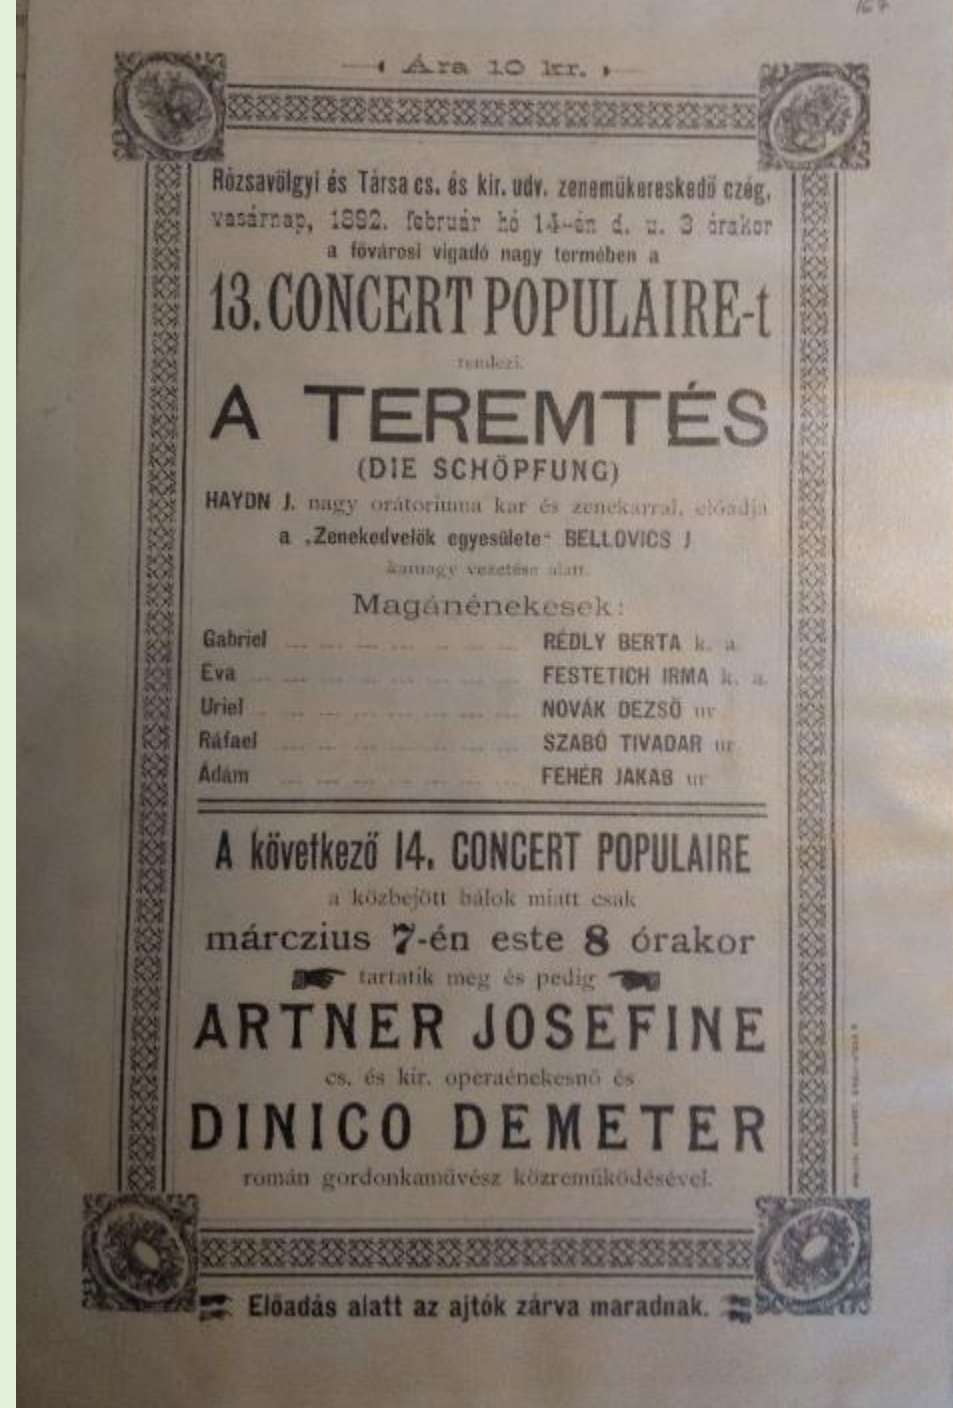 167
Ára 10 kr.
Rózsavölgyi és Társa cs. és kir. udv. zeneműkereskedő czég,
vasárnap, 1892. február hó 14-én d. u. 3 órakor
a fővárosi vigadó nagy termében a
13. CONCERT POPULAIRE-t
rendezi.
A TEREMTÉS
(DIE SCHÖPFUNG)
HAYDN J. nagy orátoriuma kar és zenekarral, előadja
a „Zenekedvelők egyesülete“ BELLOVICS J
karnagy vezetése alatt.
Magánénekesek:
Gabriel RÉDLY BERTA k. a.
Eva FESTETICH IRMA k. a.
Uriel NOVÁK DEZSŐ ur
Ráfael SZABÓ TIVADAR ur
Ádám FEHÉR JAKAB ur
A következő 14. CONCERT POPULAIRE
a közbejött bálok miatt csak
márczius 7-én este 8 órakor
tartatik meg és pedig
ARTNER JOSEFINE
cs. és kir. operaénekesnő és
DINICO DEMETER
román gordonkaművész közreműködésével.
Előadás alatt az ajtók zárva maradnak.